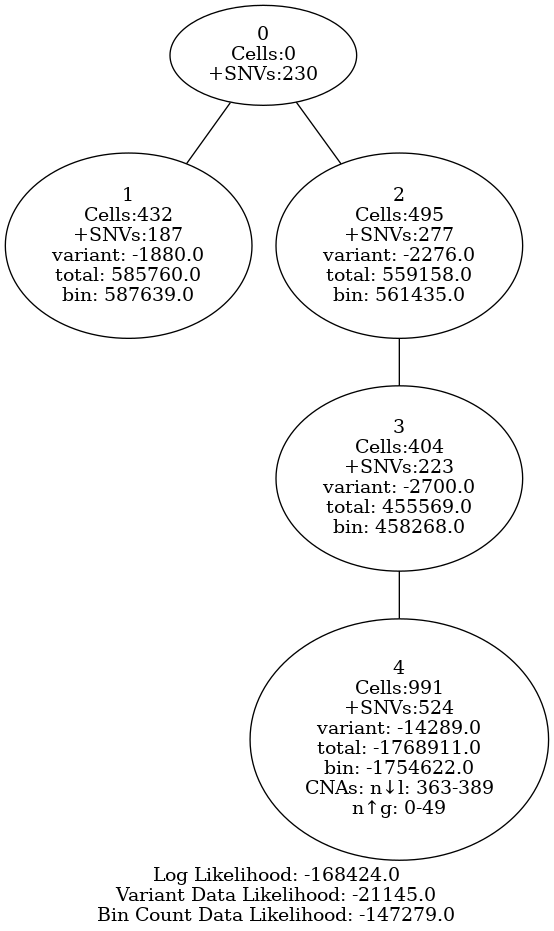 0
Cells:0
+SNVs:230
1
Cells:432
+SNVs:187
variant: -1880.0
total: 585760.0
bin: 587639.0
2
Cells:495
+SNVs:277
variant: -2276.0
total: 559158.0
bin: 561435.0
3
Cells:404
+SNVs:223
variant: -2700.0
total: 455569.0
bin: 458268.0
4
Cells:991
+SNVs:524
variant: -14289.0
total: -1768911.0
bin: -1754622.0
CNAs: n↓l: 363-389
n↑g: 0-49
Log Likelihood: -168424.0
Variant Data Likelihood: -21145.0
Bin Count Data Likelihood: -147279.0